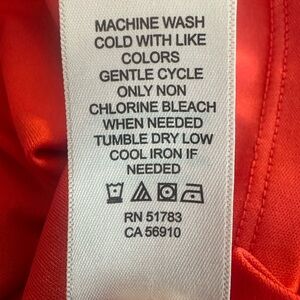 MACHINE WASH
COLD WITH LIKE
COLORS
GENTLE CYCLE
ONLY NON
CHLORINE BLEACH
WHEN NEEDED
TUMBLE DRY LOW
COOL IRON IF
NEEDED
RN 51783
CA 56910